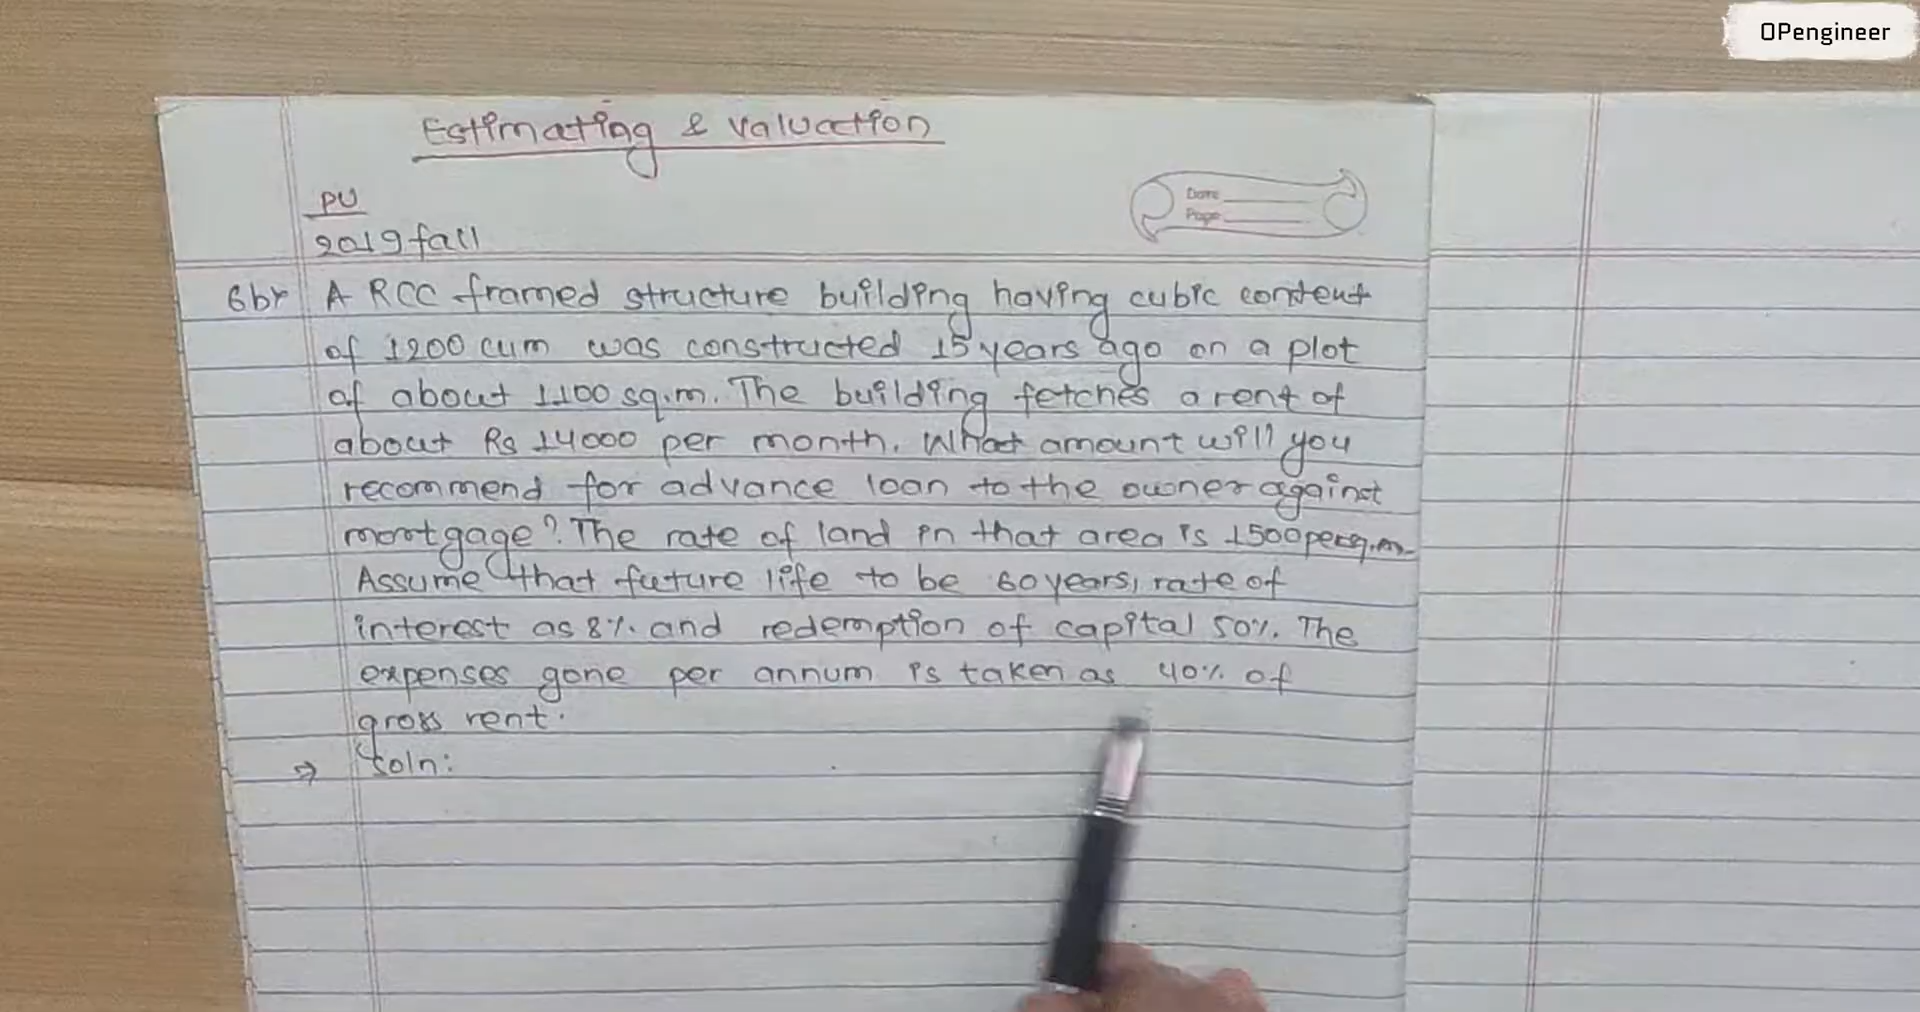 OPengineer
Estimating & Valuation
PU
2019 fall
Date
Page
6b> A RCC framed structure building having cubic content
of 1200 cum was constructed 15 years ago on a plot
of about 1100 sq.m. The building fetches a rent of
about Rs 14000 per month. What amount will you
recommend for advance loan to the owner against
mortgage? The rate of land in that area is 1500 per sq.m.
Assume that future life to be 60 years, rate of
interest as 8% and redemption of capital 50%. The
expenses gone per annum is taken as 40% of
gross rent.
⇒ Soln: